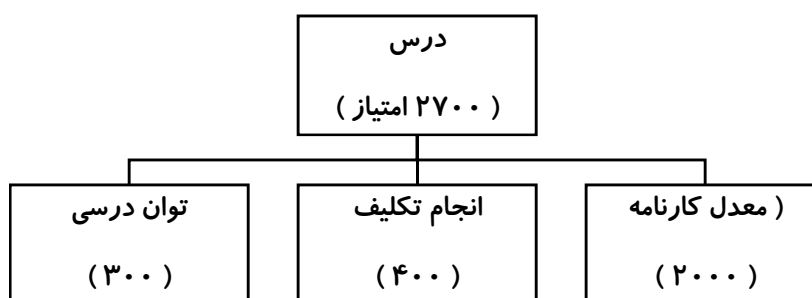 درس
( ۲۷۰۰ امتیاز )
( معدل کارنامه
( ۲۰۰۰ )
انجام تکلیف
( ۴۰۰ )
توان درسی
( ۳۰۰ )